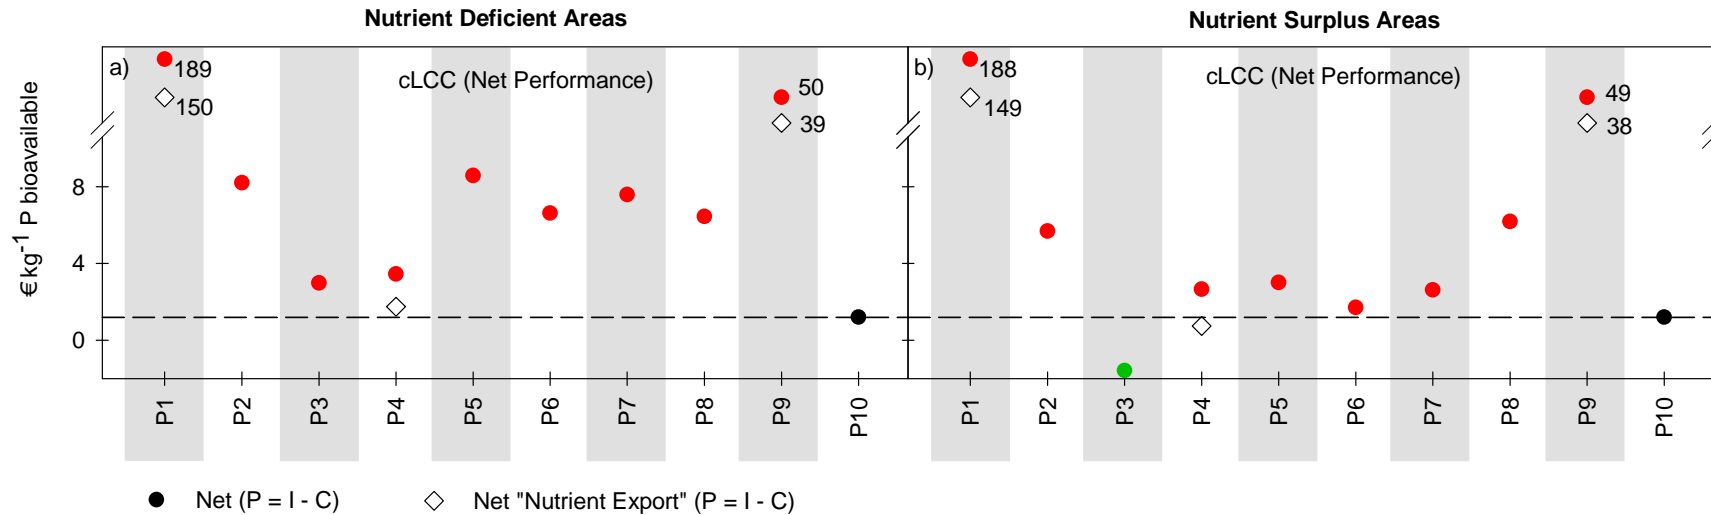 Nutrient Deficient Areas
Nutrient Surplus Areas
a)
cLCC (Net Performance)
189
150
50
39
b)
cLCC (Net Performance)
188
149
49
38
€ kg-1 P bioavailable
8
4
0
P1
P2
P3
P4
P5
P6
P7
P8
P9
P10
P1
P2
P3
P4
P5
P6
P7
P8
P9
P10
Net (P = I - C)
Net "Nutrient Export" (P = I - C)